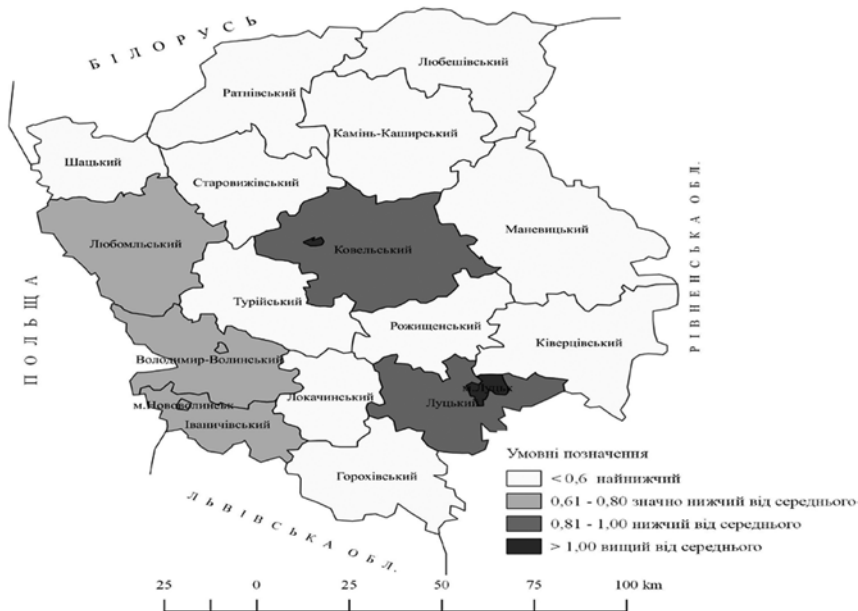 БІЛОРУСЬ
Любешівський
Ратнівський
Камінь-Каширський
Шацький
Старовижівський
Маневицький
Любомльський
Ковельський
ПОЛЬЩА
РІВНЕНСЬКА ОБЛ.
Турійський
Рожищенський
Ківерцівський
Володимир-Волинський
м.Луцьк
Локачинський
Луцький
м.Нововолинськ
Іваничівський
Горохівський
ЛЬВІВСЬКА ОБЛ.
Умовні позначення
< 0,6 найнижчий
0,61 - 0,80 значно нижчий від середнього
0,81 - 1,00 нижчий від середнього
> 1,00 вищий від середнього
25 0 25 50 75 100 km